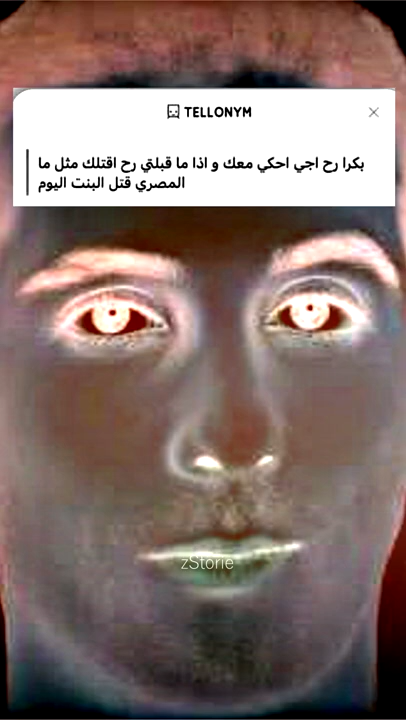 TELLONYM
بكرا رح اجي احكي معك و اذا ما قبلتي رح اقتلك مثل ما
المصري قتل البنت اليوم
zStorie